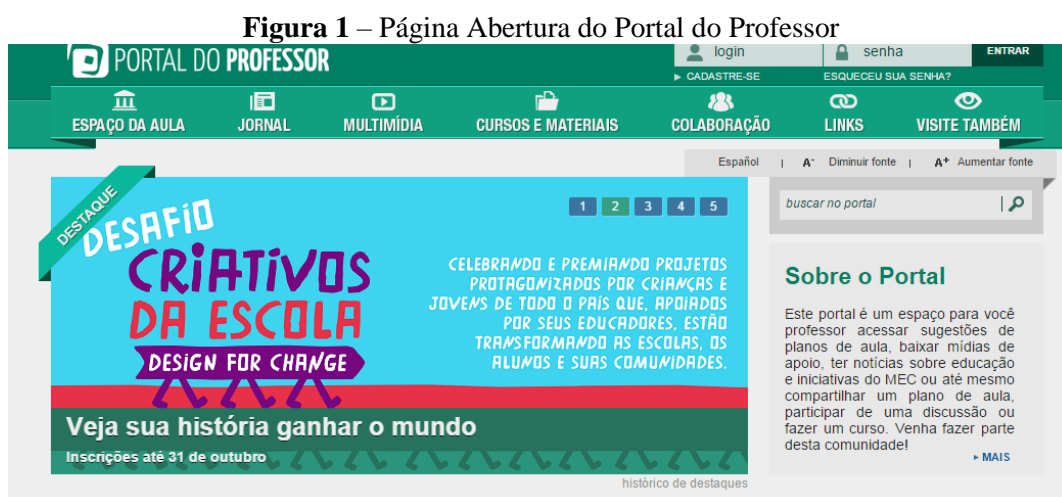 Figura 1 – Página Abertura do Portal do Professor
PORTAL DO PROFESSOR
login
senha
ENTRAR
► CADASTRE-SE
ESQUECEU SUA SENHA?
ESPAÇO DA AULA
JORNAL
MULTIMÍDIA
CURSOS E MATERIAIS
COLABORAÇÃO
LINKS
VISITE TAMBÉM
Español | A- Diminuir fonte | A+ Aumentar fonte
DESTAQUE
1 2 3 4 5
DESAFIO
CRIATIVOS
DA ESCOLA
DESIGN FOR CHANGE
CELEBRANDO E PREMIANDO PROJETOS
PROTAGONIZADOS POR CRIANÇAS E
JOVENS DE TODO O PAÍS QUE, APOIADOS
POR SEUS EDUCADORES, ESTÃO
TRANSFORMANDO AS ESCOLAS, OS
ALUNOS E SUAS COMUNIDADES.
Veja sua história ganhar o mundo
Inscrições até 31 de outubro
histórico de destaques
buscar no portal
Sobre o Portal
Este portal é um espaço para você
professor acessar sugestões de
planos de aula, baixar mídias de
apoio, ter notícias sobre educação
e iniciativas do MEC ou até mesmo
compartilhar um plano de aula,
participar de uma discussão ou
fazer um curso. Venha fazer parte
desta comunidade!
► MAIS